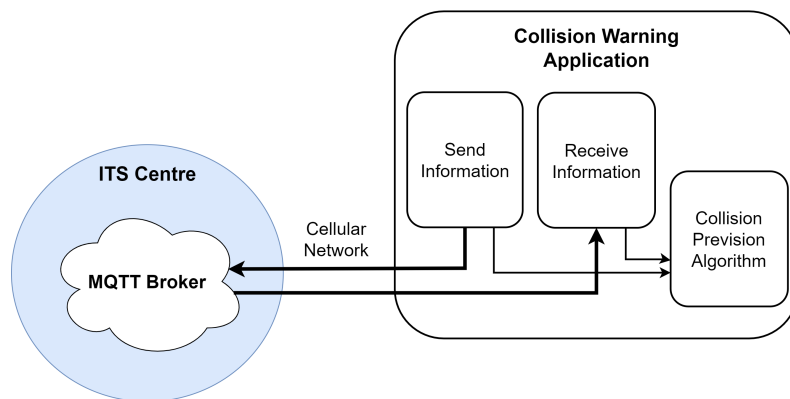 Collision Warning
Application
Send
Information
Receive
Information
ITS Centre
Collision
Prevision
Algorithm
Cellular
Network
MQTT Broker